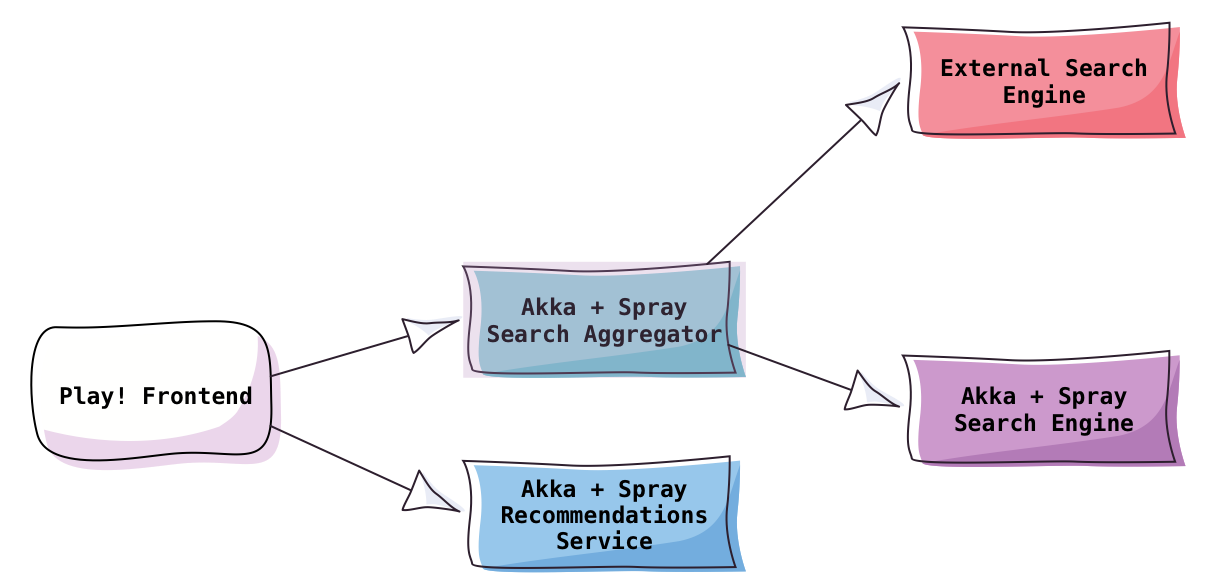 External Search
Engine
Akka + Spray
Search Aggregator
Play! Frontend
Akka + Spray
Search Engine
Akka + Spray
Recommendations
Service